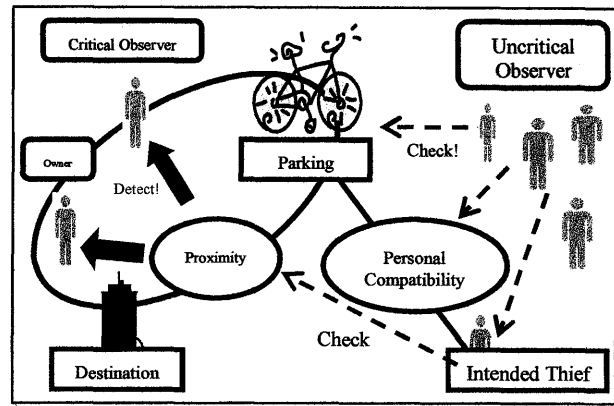 Critical Observer
Uncritical
Observer
Owner
Parking
Check!
Detect!
Proximity
Personal
Compatibility
Check
Destination
Intended Thief